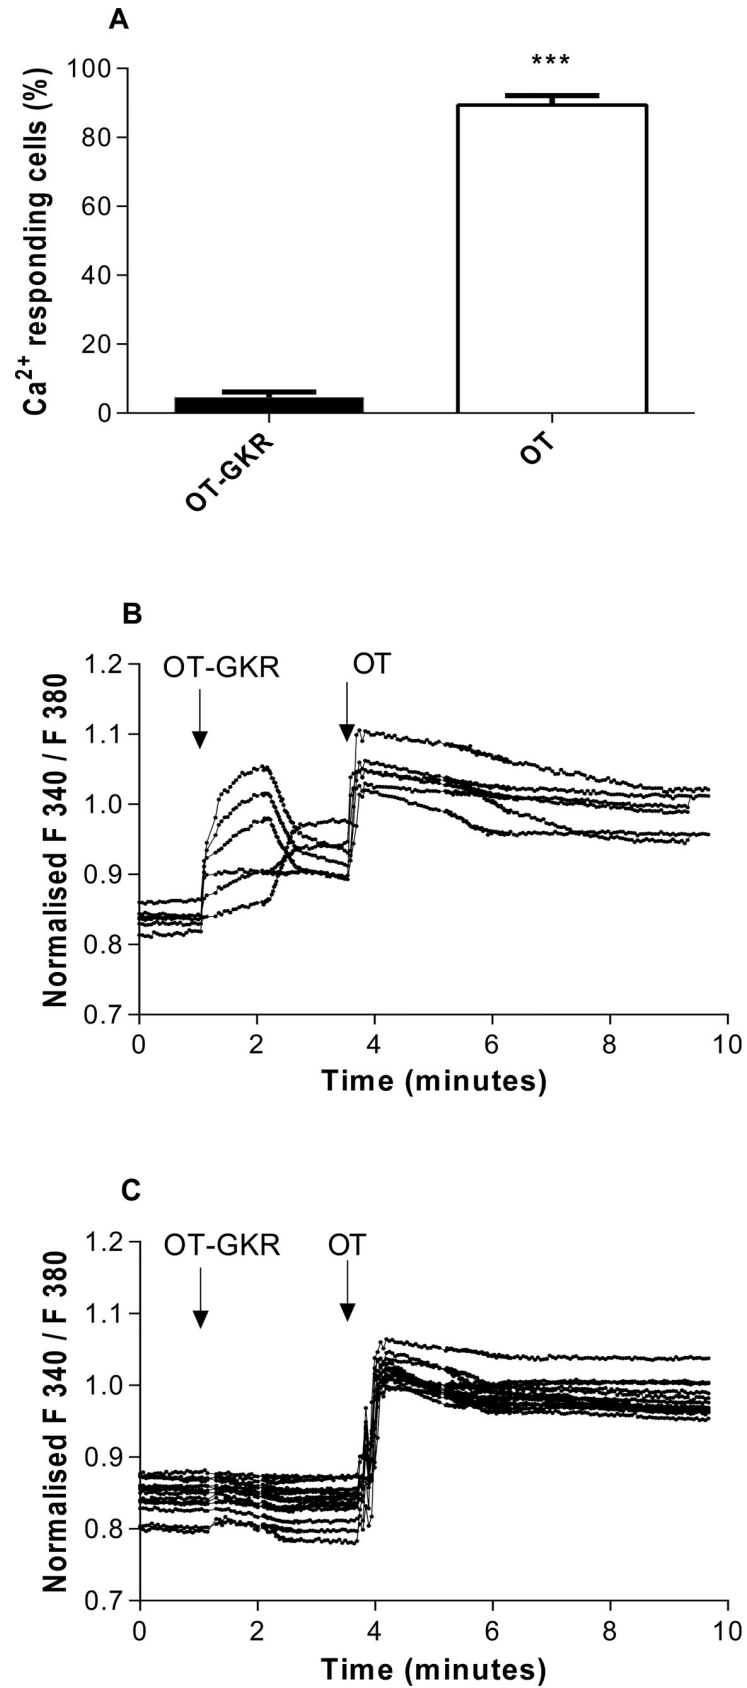 A
***
Ca2+ responding cells (%)
100
80
60
40
20
0
OT-GKR
OT
B
OT-GKR
OT
Normalised F 340 / F 380
1.2
1.1
1.0
0.9
0.8
0.7
0 2 4 6 8 10
Time (minutes)
C
OT-GKR
OT
Normalised F 340 / F 380
1.2
1.1
1.0
0.9
0.8
0.7
0 2 4 6 8 10
Time (minutes)